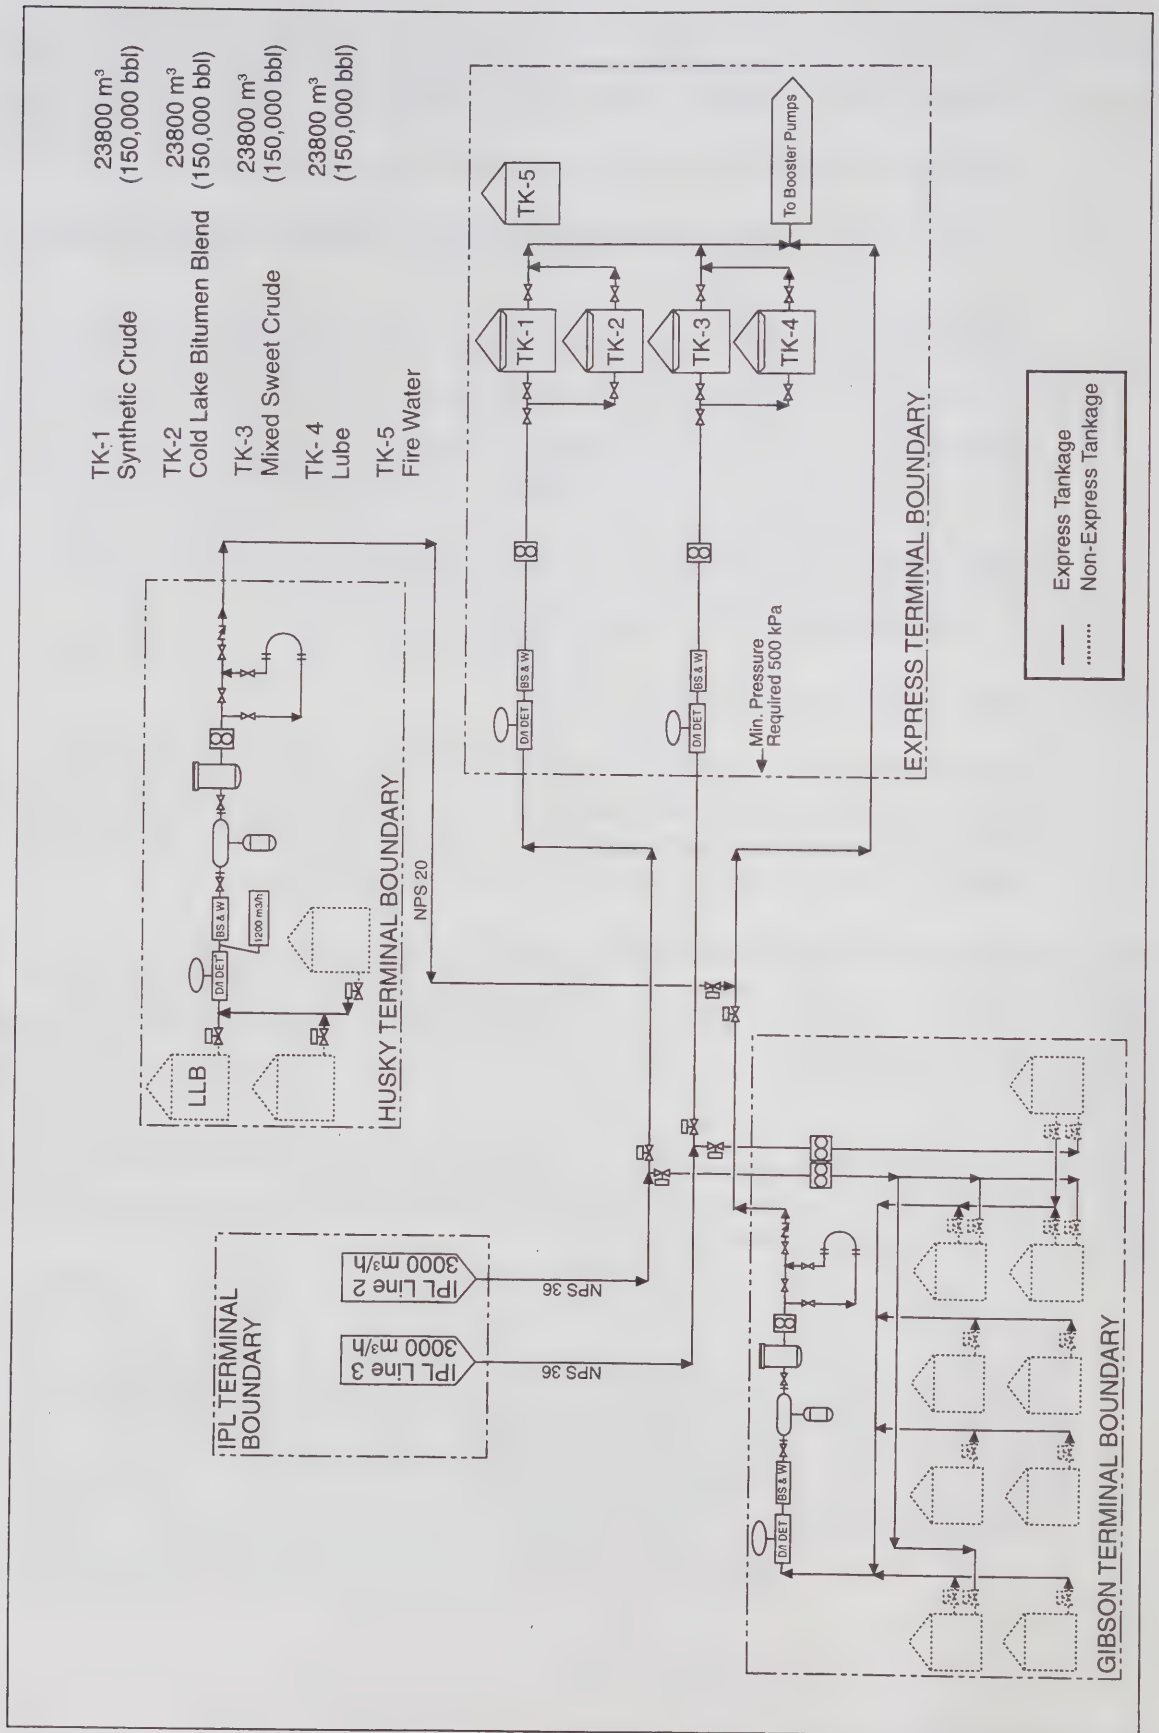 TK-1
Synthetic Crude
23800 m³
(150,000 bbl)
TK-2
Cold Lake Bitumen Blend
23800 m³
(150,000 bbl)
TK-3
Mixed Sweet Crude
23800 m³
(150,000 bbl)
TK- 4
Lube
23800 m³
(150,000 bbl)
TK-5
Fire Water
HUSKY TERMINAL BOUNDARY
LLB
D/I DET
BS & W
1200 m3/h
NPS 20
IPL TERMINAL
BOUNDARY
IPL Line 2
3000 m³/h
IPL Line 3
3000 m³/h
NPS 36
NPS 36
EXPRESS TERMINAL BOUNDARY
D/I DET
BS & W
TK-1
TK-2
TK-5
D/I DET
BS & W
TK-3
TK-4
To Booster Pumps
Min. Pressure
Required 500 kPa
GIBSON TERMINAL BOUNDARY
D/I DET
BS & W
Express Tankage
Non-Express Tankage